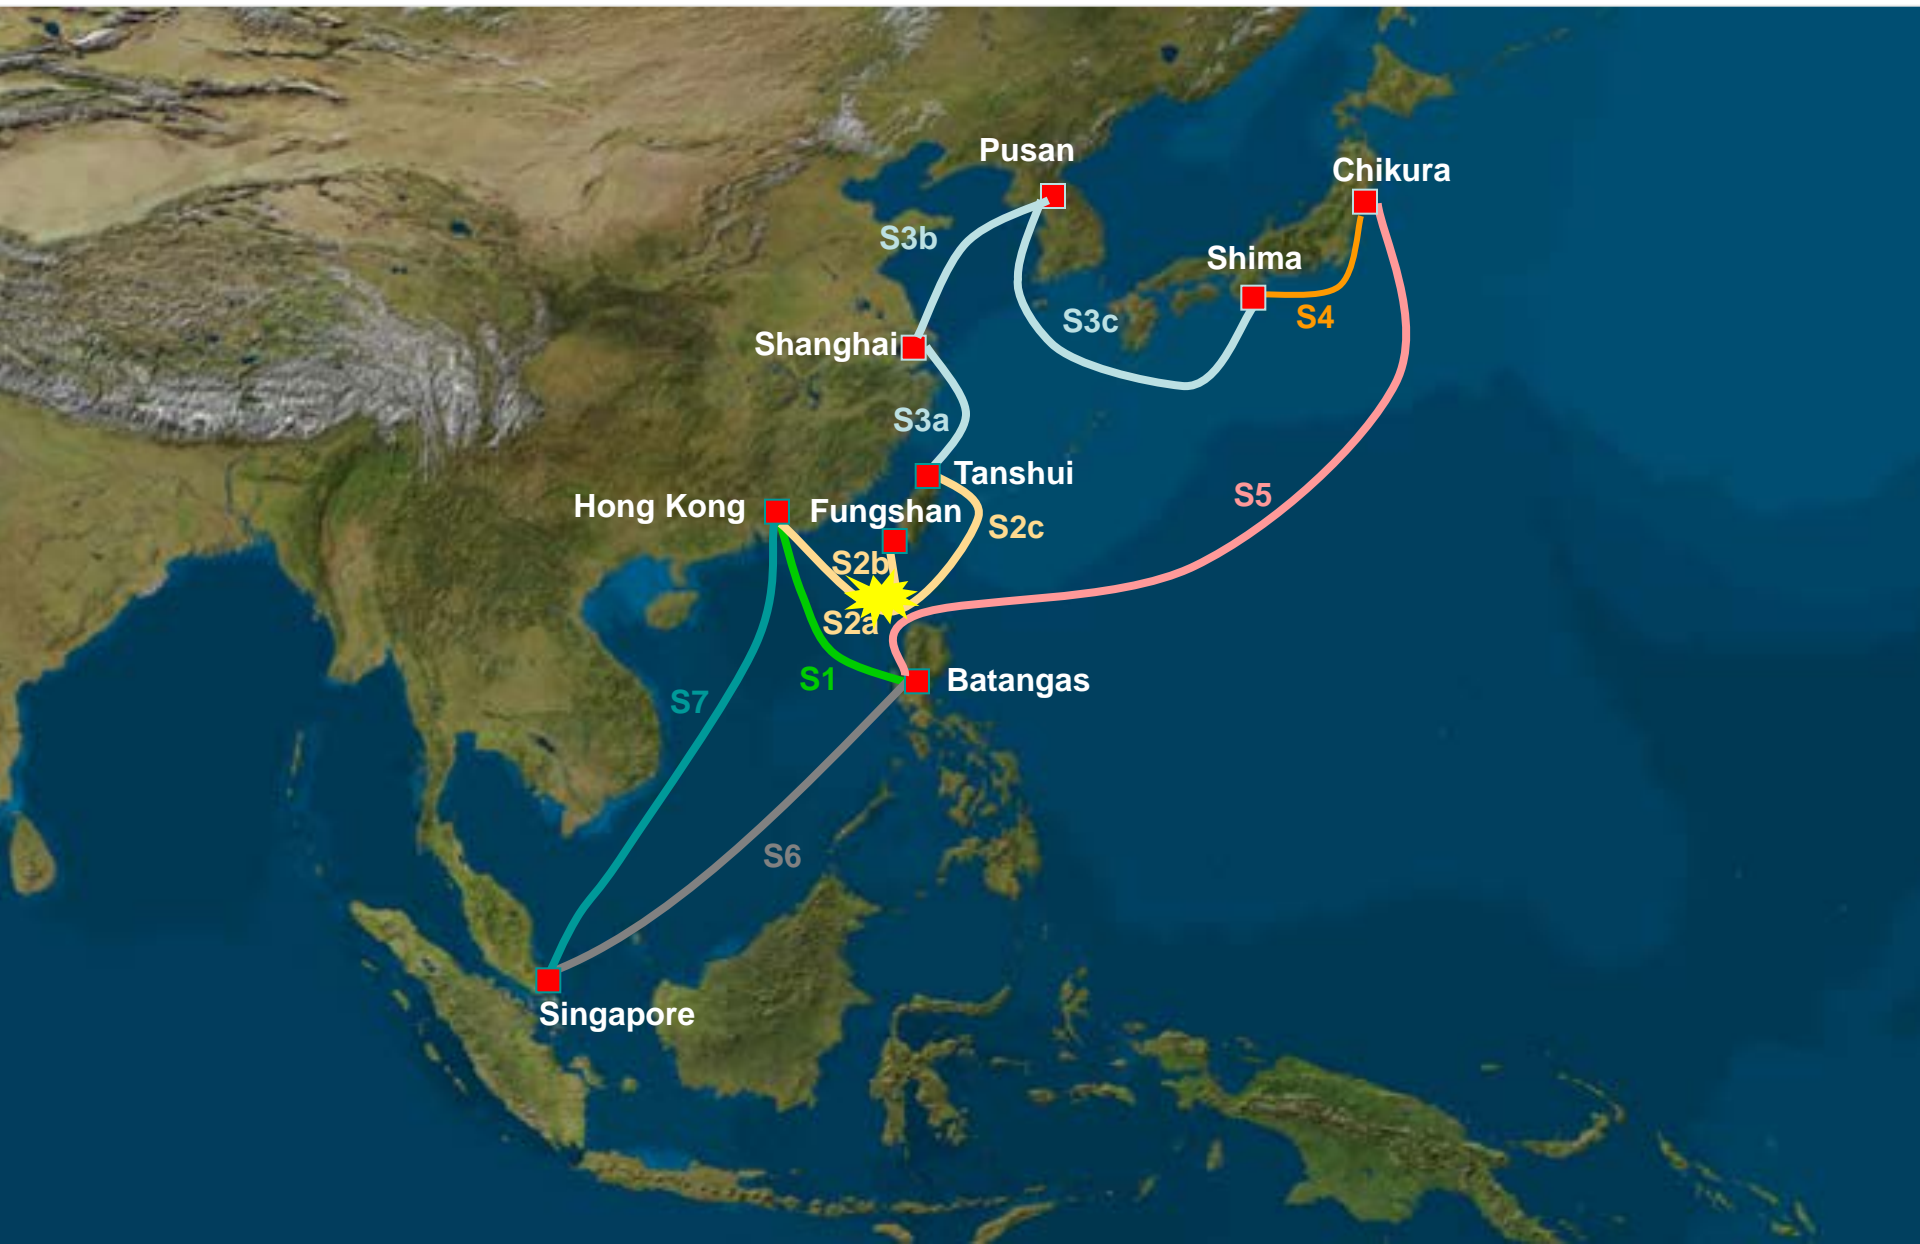 Pusan
Chikura
S3b
Shima
S3c
S4
Shanghai
S3a
Tanshui
S5
Hong Kong
Fungshan
S2c
S2b
S2a
S1
Batangas
S7
S6
Singapore